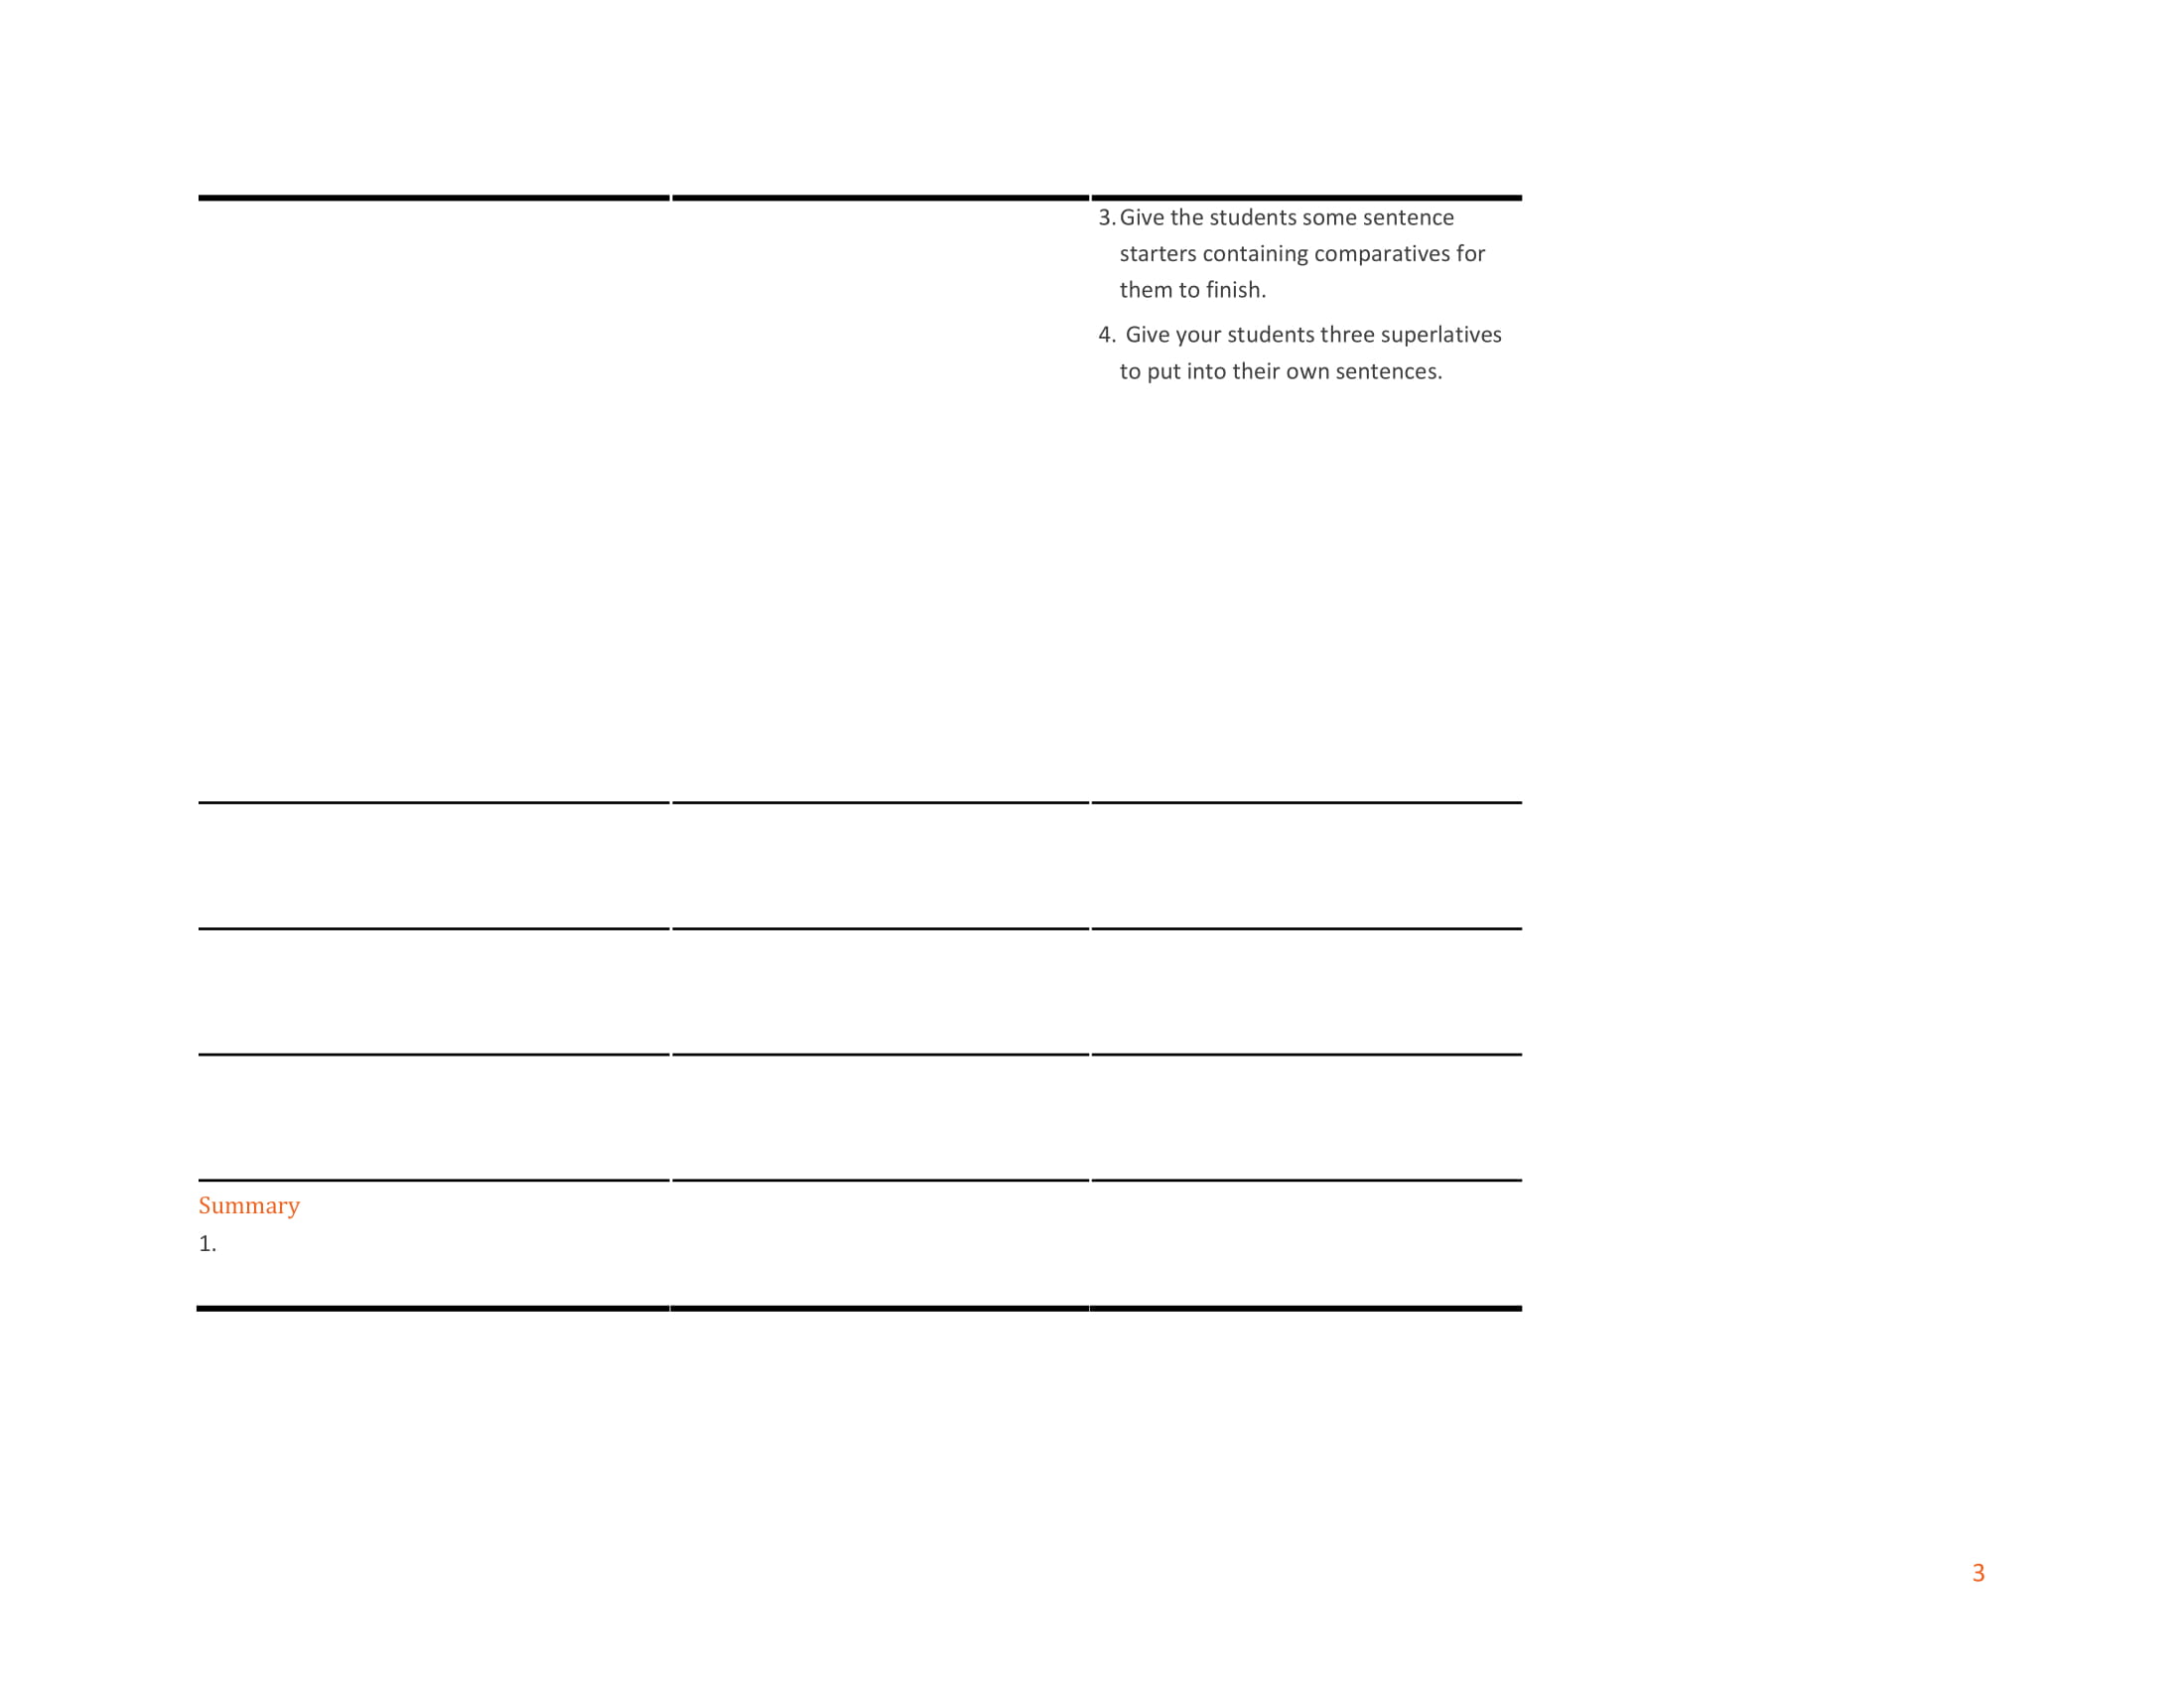 3. Give the students some sentence
starters containing comparatives for
them to finish.
4. Give your students three superlatives
to put into their own sentences.
Summary
1.
3